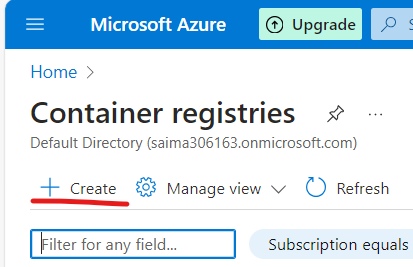 Microsoft Azure Upgrade
Home >
Container registries
Default Directory (saima306163.onmicrosoft.com)
+ Create Manage view Refresh
Filter for any field... Subscription equals